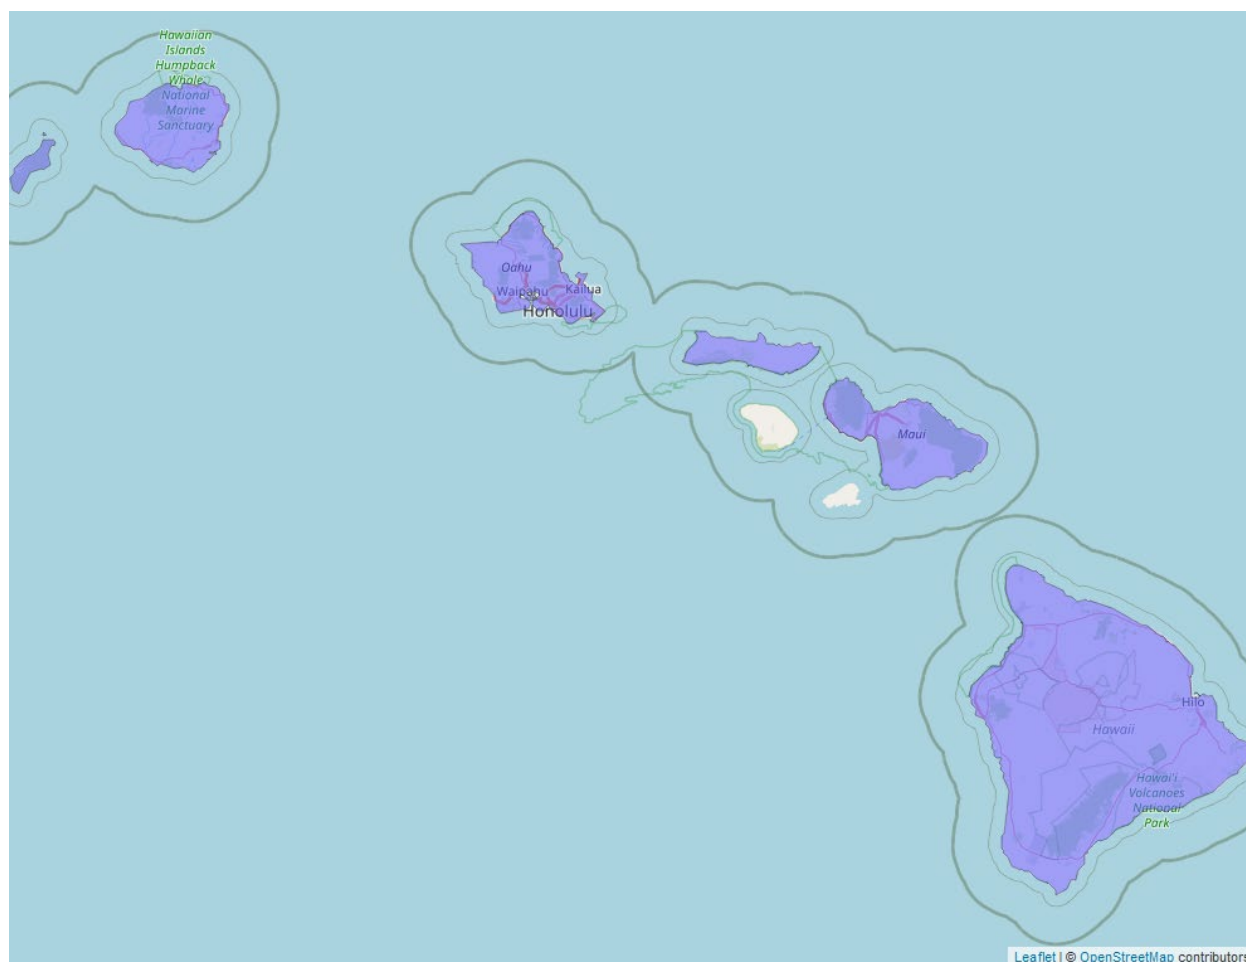 Hawaiian
Islands
Humpback
Whale
National
Marine
Sanctuary
Oahu
Waipahu
Kailua
Honolulu
Maui
Hilo
Hawaii
Hawai'i
Volcanoes
National
Park
Leaflet | © OpenStreetMap contributors